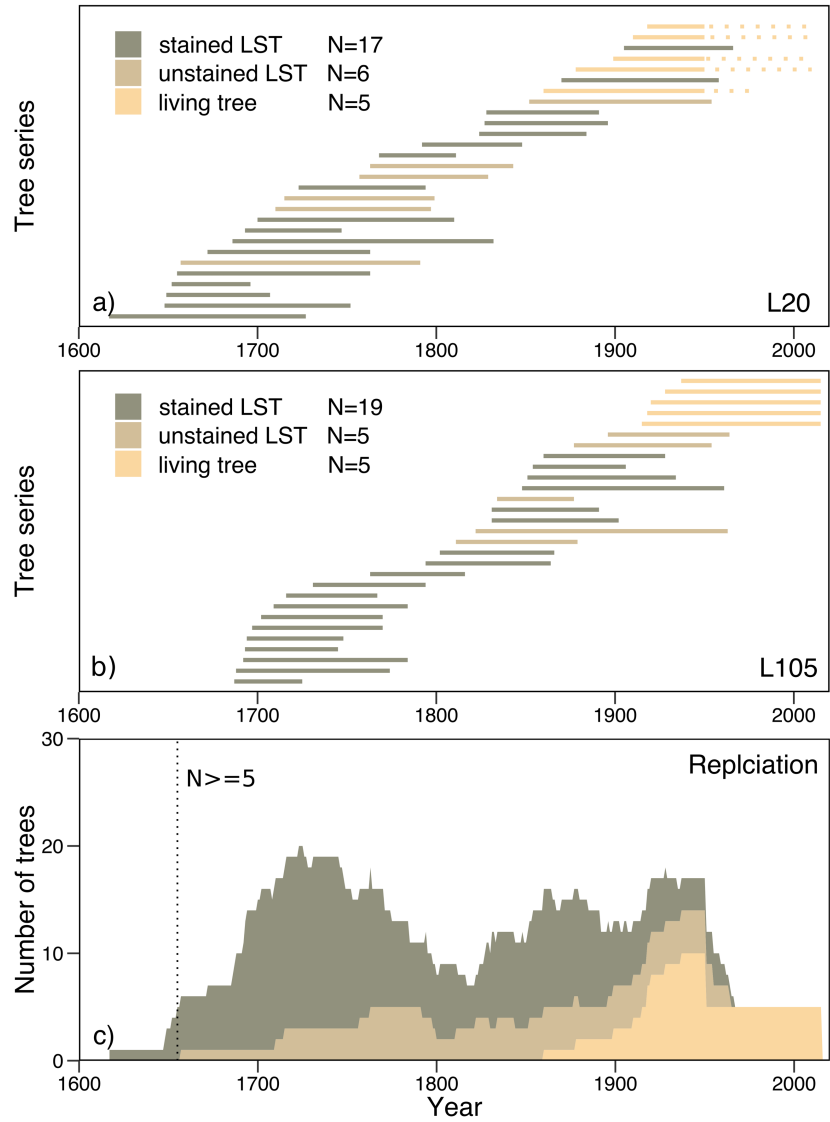 stained LST N=17
unstained LST N=6
living tree N=5
Tree series
a)
L20
1600 1700 1800 1900 2000
stained LST N=19
unstained LST N=5
living tree N=5
Tree series
b)
L105
1600 1700 1800 1900 2000
30
Replciation
N>=5
20
Number of trees
10
c)
0
1600 1700 1800 1900 2000
Year